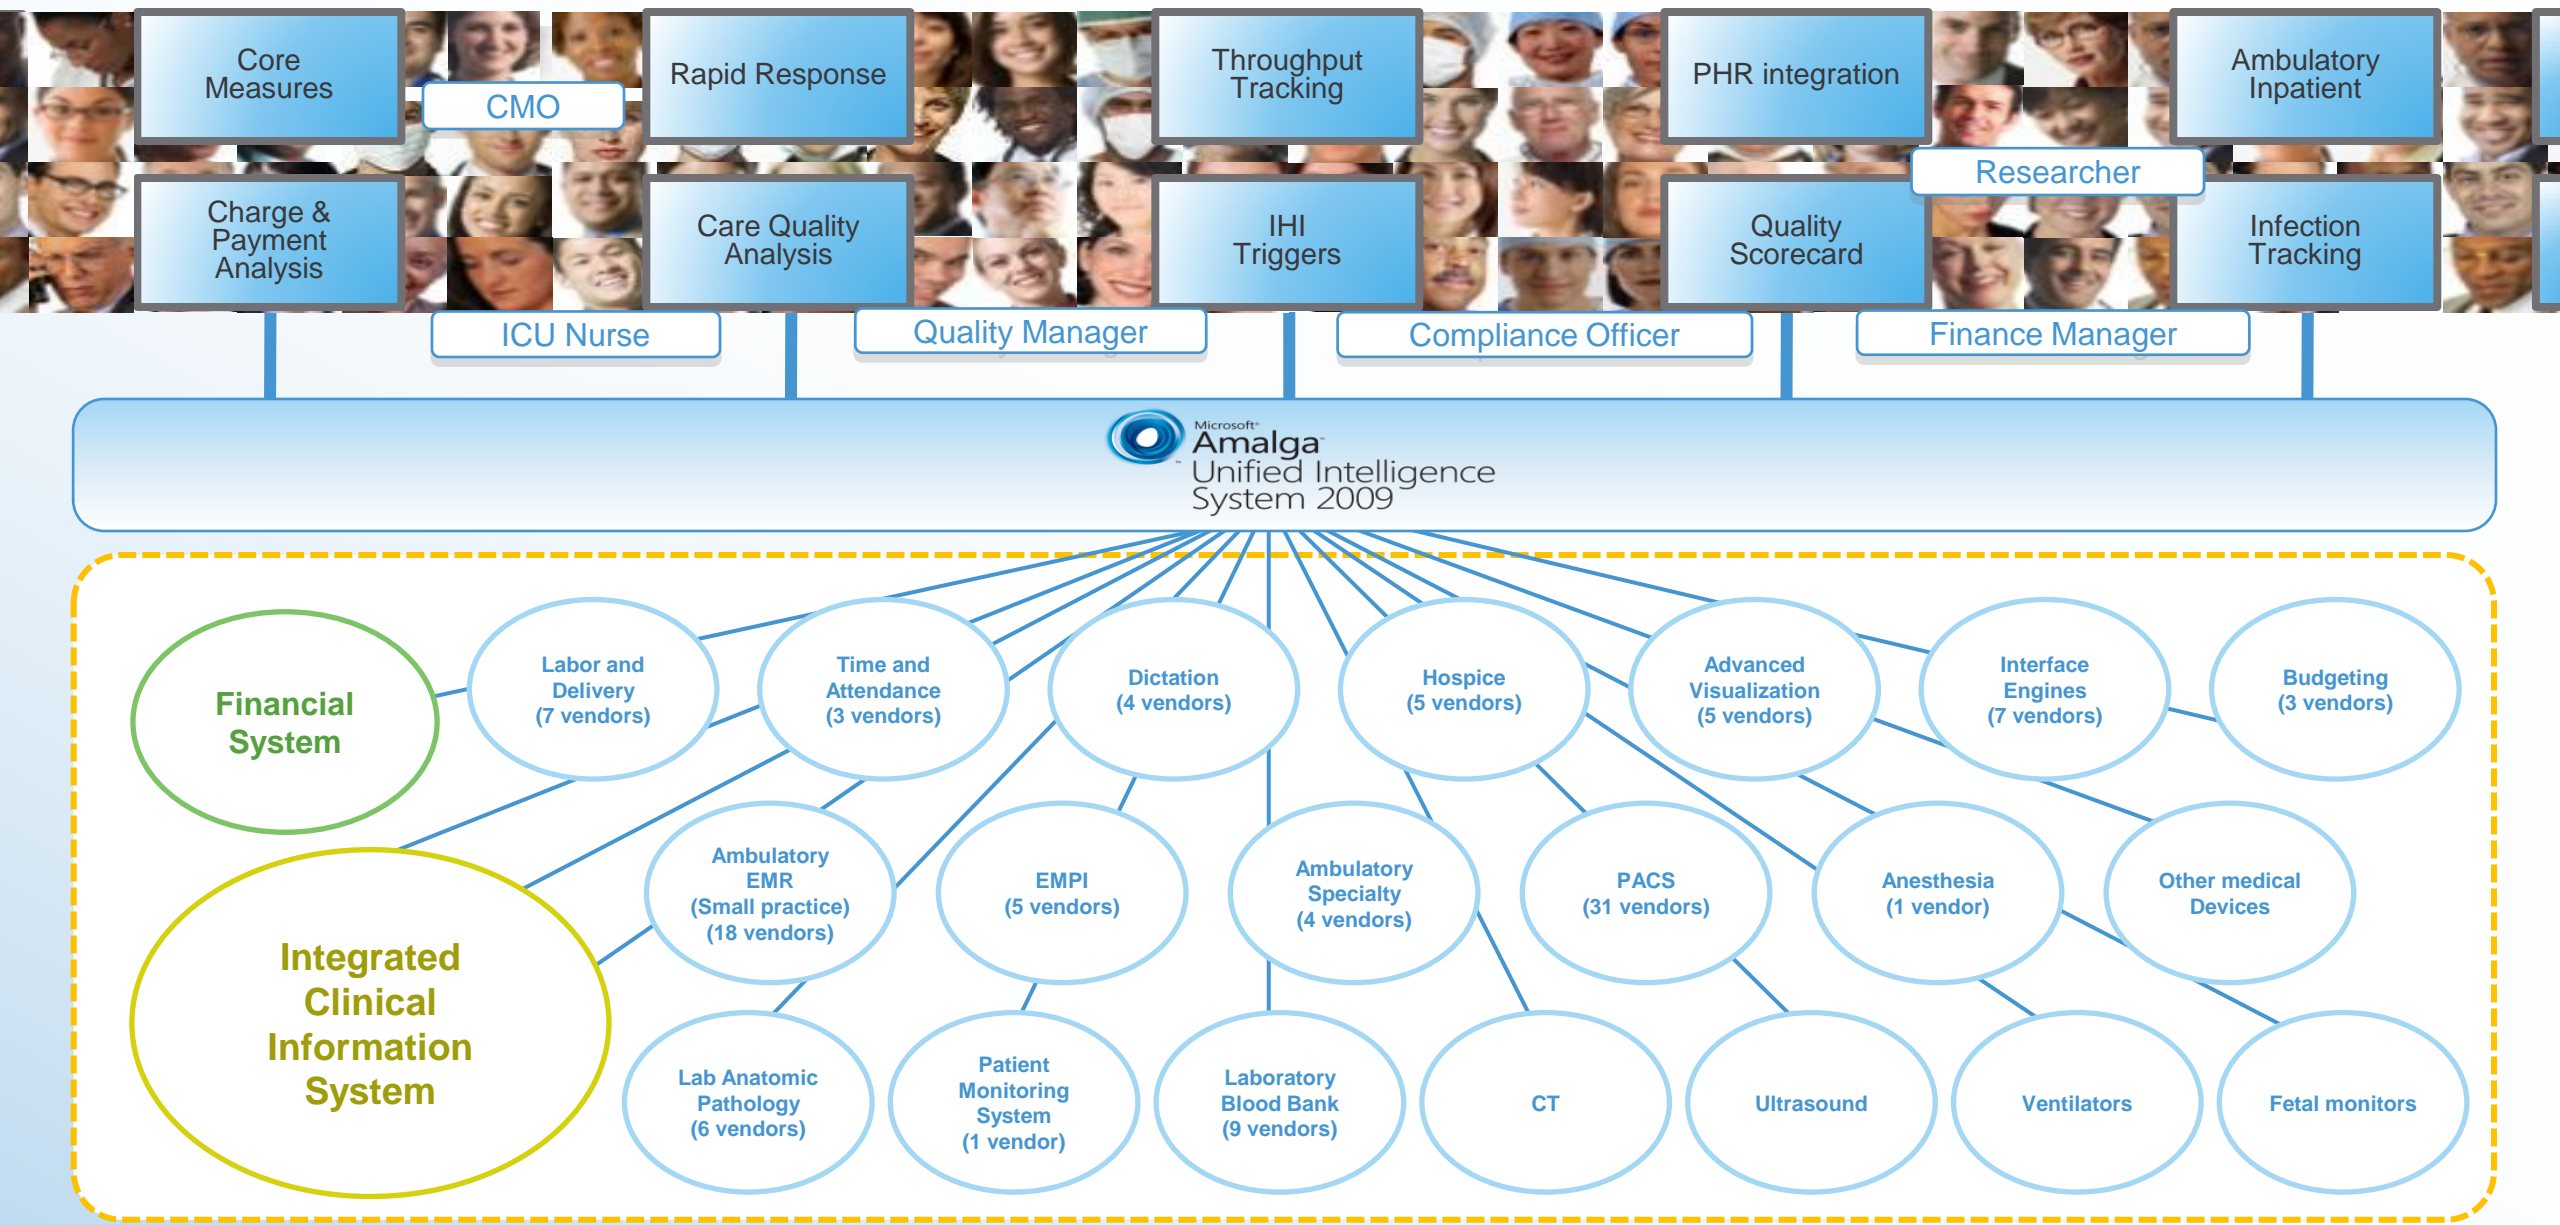 Core
Measures
CMO
Rapid Response
Throughput
Tracking
PHR integration
Ambulatory
Inpatient
Researcher
Charge &
Payment
Analysis
Care Quality
Analysis
IHI
Triggers
Quality
Scorecard
Infection
Tracking
ICU Nurse
Quality Manager
Compliance Officer
Finance Manager
Microsoft®
Amalga™
Unified Intelligence
System 2009
Financial
System
Labor and
Delivery
(7 vendors)
Time and
Attendance
(3 vendors)
Dictation
(4 vendors)
Hospice
(5 vendors)
Advanced
Visualization
(5 vendors)
Interface
Engines
(7 vendors)
Budgeting
(3 vendors)
Ambulatory
EMR
(Small practice)
(18 vendors)
EMPI
(5 vendors)
Ambulatory
Specialty
(4 vendors)
PACS
(31 vendors)
Anesthesia
(1 vendor)
Other medical
Devices
Integrated
Clinical
Information
System
Lab Anatomic
Pathology
(6 vendors)
Patient
Monitoring
System
(1 vendor)
Laboratory
Blood Bank
(9 vendors)
CT
Ultrasound
Ventilators
Fetal monitors